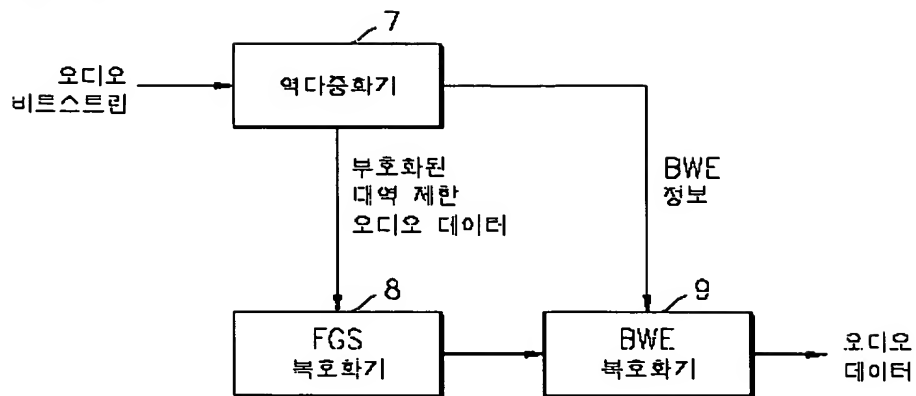 7
오디오
비트스트림
역다중화기
부호화된
대역 제한
오디오 데이터
BWE
정보
8
FGS
복호화기
9
BWE
복호화기
오디오
데이터